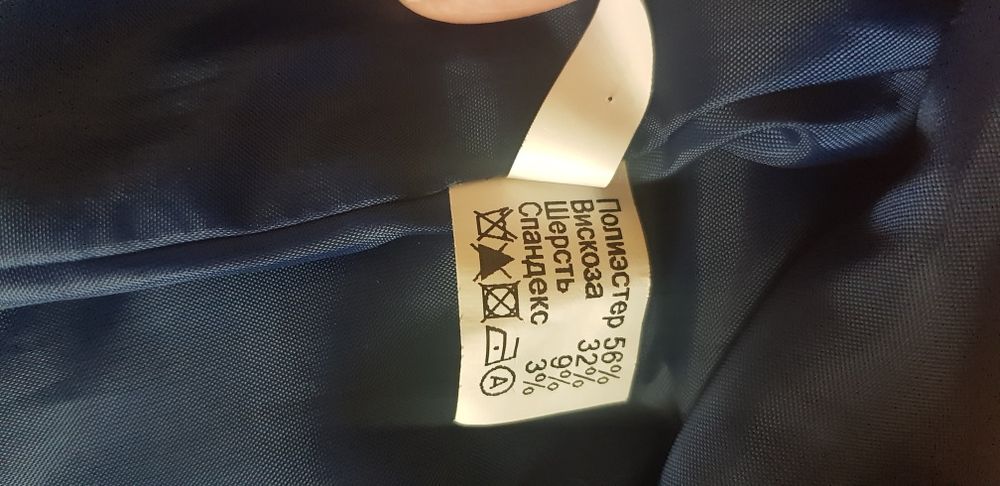 Полиэстер 56%
Вискоза 32%
Шерсть 9%
Спандекс 3%
A